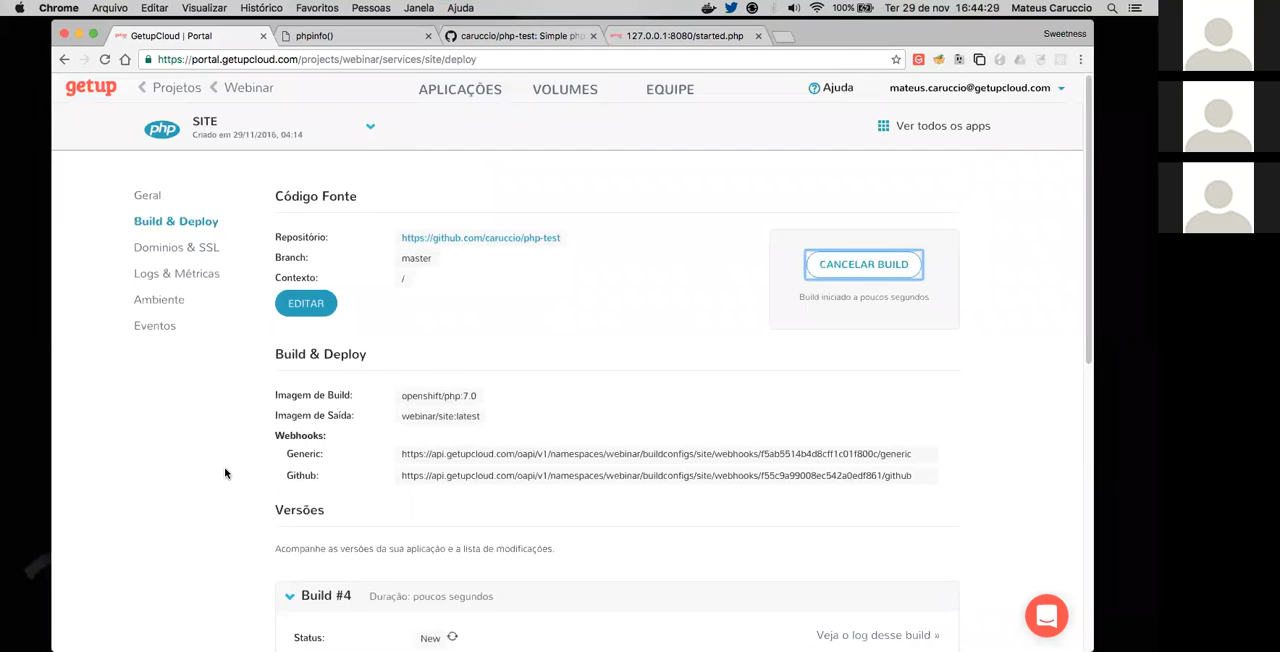 Chrome Arquivo Editar Visualizar Histórico Favoritos Pessoas Janela Ajuda 100% Ter 29 de nov 16:44:29 Mateus Caruccio
GetupCloud | Portal phpinfo() caruccio/php-test: Simple php 127.0.0.1:8080/started.php Sweetness
https://portal.getupcloud.com/projects/webinar/services/site/deploy
getup Projetos Webinar APLICAÇÕES VOLUMES EQUIPE Ajuda mateus.caruccio@getupcloud.com
php SITE Ver todos os apps
Criado em 29/11/2016, 04:14
Geral
Build & Deploy
Dominios & SSL
Logs & Métricas
Ambiente
Eventos
Código Fonte
Repositório: https://github.com/caruccio/php-test
Branch: master
Contexto: /
EDITAR
CANCELAR BUILD
Build iniciado a poucos segundos
Build & Deploy
Imagem de Build: openshift/php:7.0
Imagem de Saída: webinar/site:latest
Webhooks:
Generic: https://api.getupcloud.com/oapi/v1/namespaces/webinar/buildconfigs/site/webhooks/f5ab5514b4d8cff1c01f800c/generic
Github: https://api.getupcloud.com/oapi/v1/namespaces/webinar/buildconfigs/site/webhooks/f55c9a99008ec542a0edf861/github
Versões
Acompanhe as versões da sua aplicação e a lista de modificações.
Build #4 Duração: poucos segundos
Status: New Veja o log desse build »